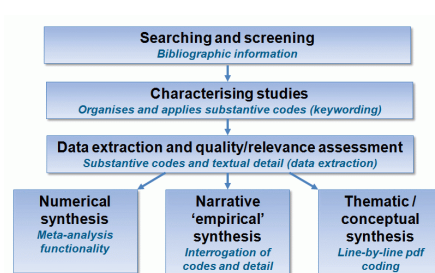 Searching and screening
Bibliographic information
Characterising studies
Organises and applies substantive codes (keywording)
Data extraction and quality/relevance assessment
Substantive codes and textual detail (data extraction)
Numerical
synthesis
Meta-analysis
functionality
Narrative
‘empirical’
synthesis
Interrogation of
codes and detail
Thematic /
conceptual
synthesis
Line-by-line pdf
coding